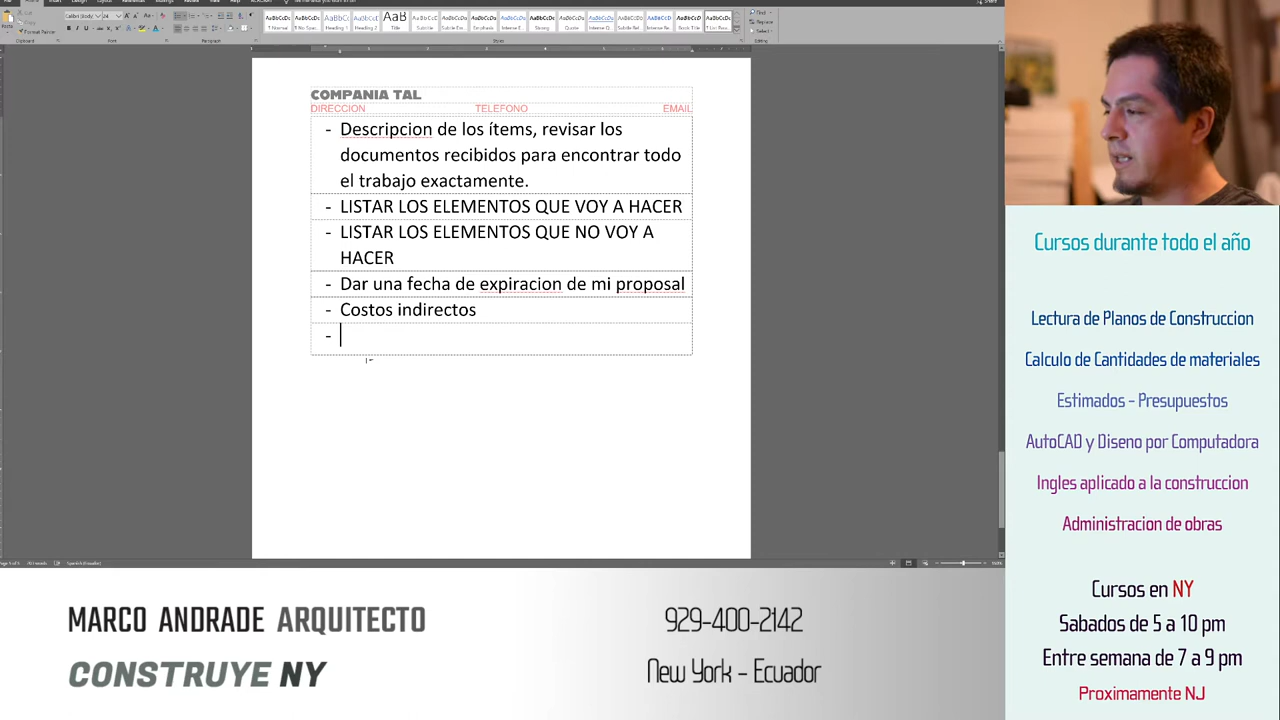 COMPANIA TAL
DIRECCION TELEFONO EMAIL
- Descripcion de los ítems, revisar los
documentos recibidos para encontrar todo
el trabajo exactamente.
- LISTAR LOS ELEMENTOS QUE VOY A HACER
- LISTAR LOS ELEMENTOS QUE NO VOY A
HACER
- Dar una fecha de expiracion de mi proposal
- Costos indirectos
-
Cursos durante todo el año
Lectura de Planos de Construccion
Calculo de Cantidades de materiales
Estimados - Presupuestos
AutoCAD y Diseno por Computadora
Ingles aplicado a la construccion
Administracion de obras
Cursos en NY
Sabados de 5 a 10 pm
Entre semana de 7 a 9 pm
Proximamente NJ
MARCO ANDRADE ARQUITECTO
929-400-2142
CONSTRUYE NY
New York - Ecuador